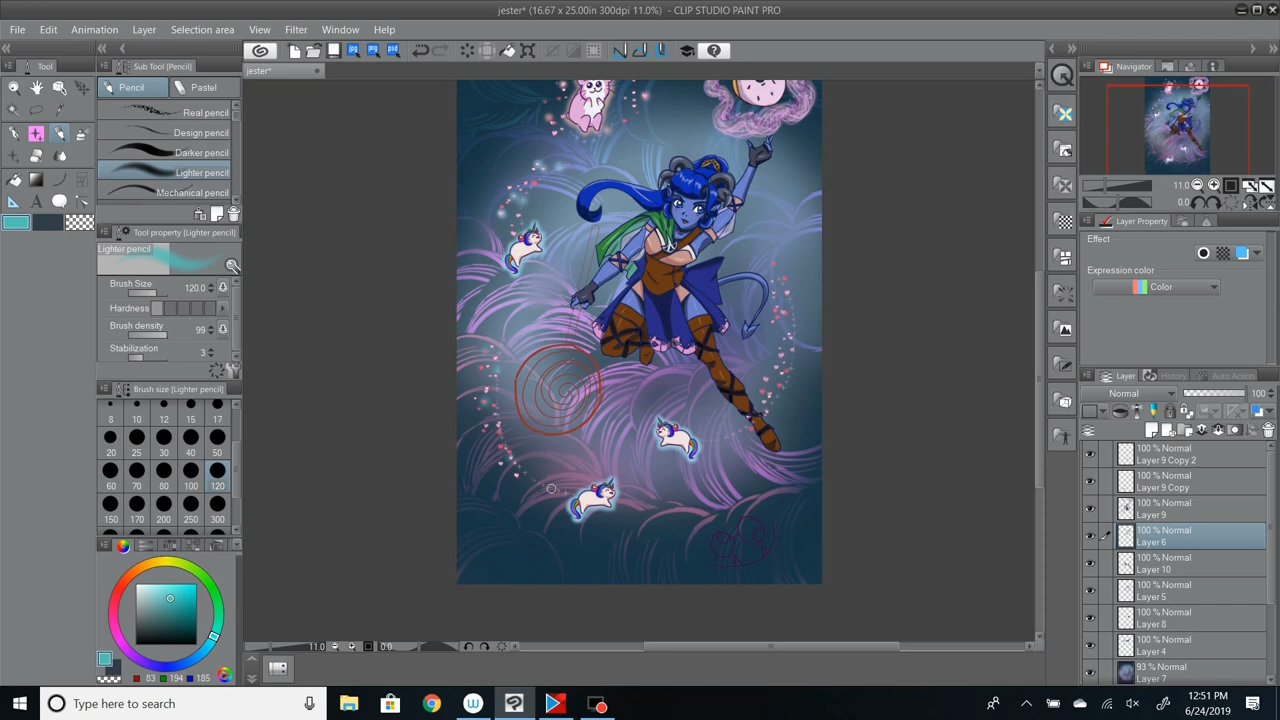 jester* (16.67 x 25.00in 300dpi 11.0%) - CLIP STUDIO PAINT PRO
File Edit Animation Layer Selection area View Filter Window Help
jester*
Tool
Sub Tool [Pencil]
Pencil Pastel
Real pencil
Design pencil
Darker pencil
Lighter pencil
Mechanical pencil
Tool property [Lighter pencil]
Lighter pencil
Brush Size 120.0
Hardness
Brush density 99
Stabilization 3
Brush size [Lighter pencil]
8 10 12 15 17
20 25 30 40 50
60 70 80 100 120
150 170 200 250 300
83 194 185
11.0 0.0
Navigator
11.0
0.0
Layer Property
Effect
Expression color
Color
Layer History Auto Action
Normal 100
100 % Normal
Layer 9 Copy 2
100 % Normal
Layer 9 Copy
100 % Normal
Layer 9
100 % Normal
Layer 6
100 % Normal
Layer 10
100 % Normal
Layer 5
100 % Normal
Layer 8
100 % Normal
Layer 4
93 % Normal
Layer 7
Type here to search
12:51 PM
6/24/2019